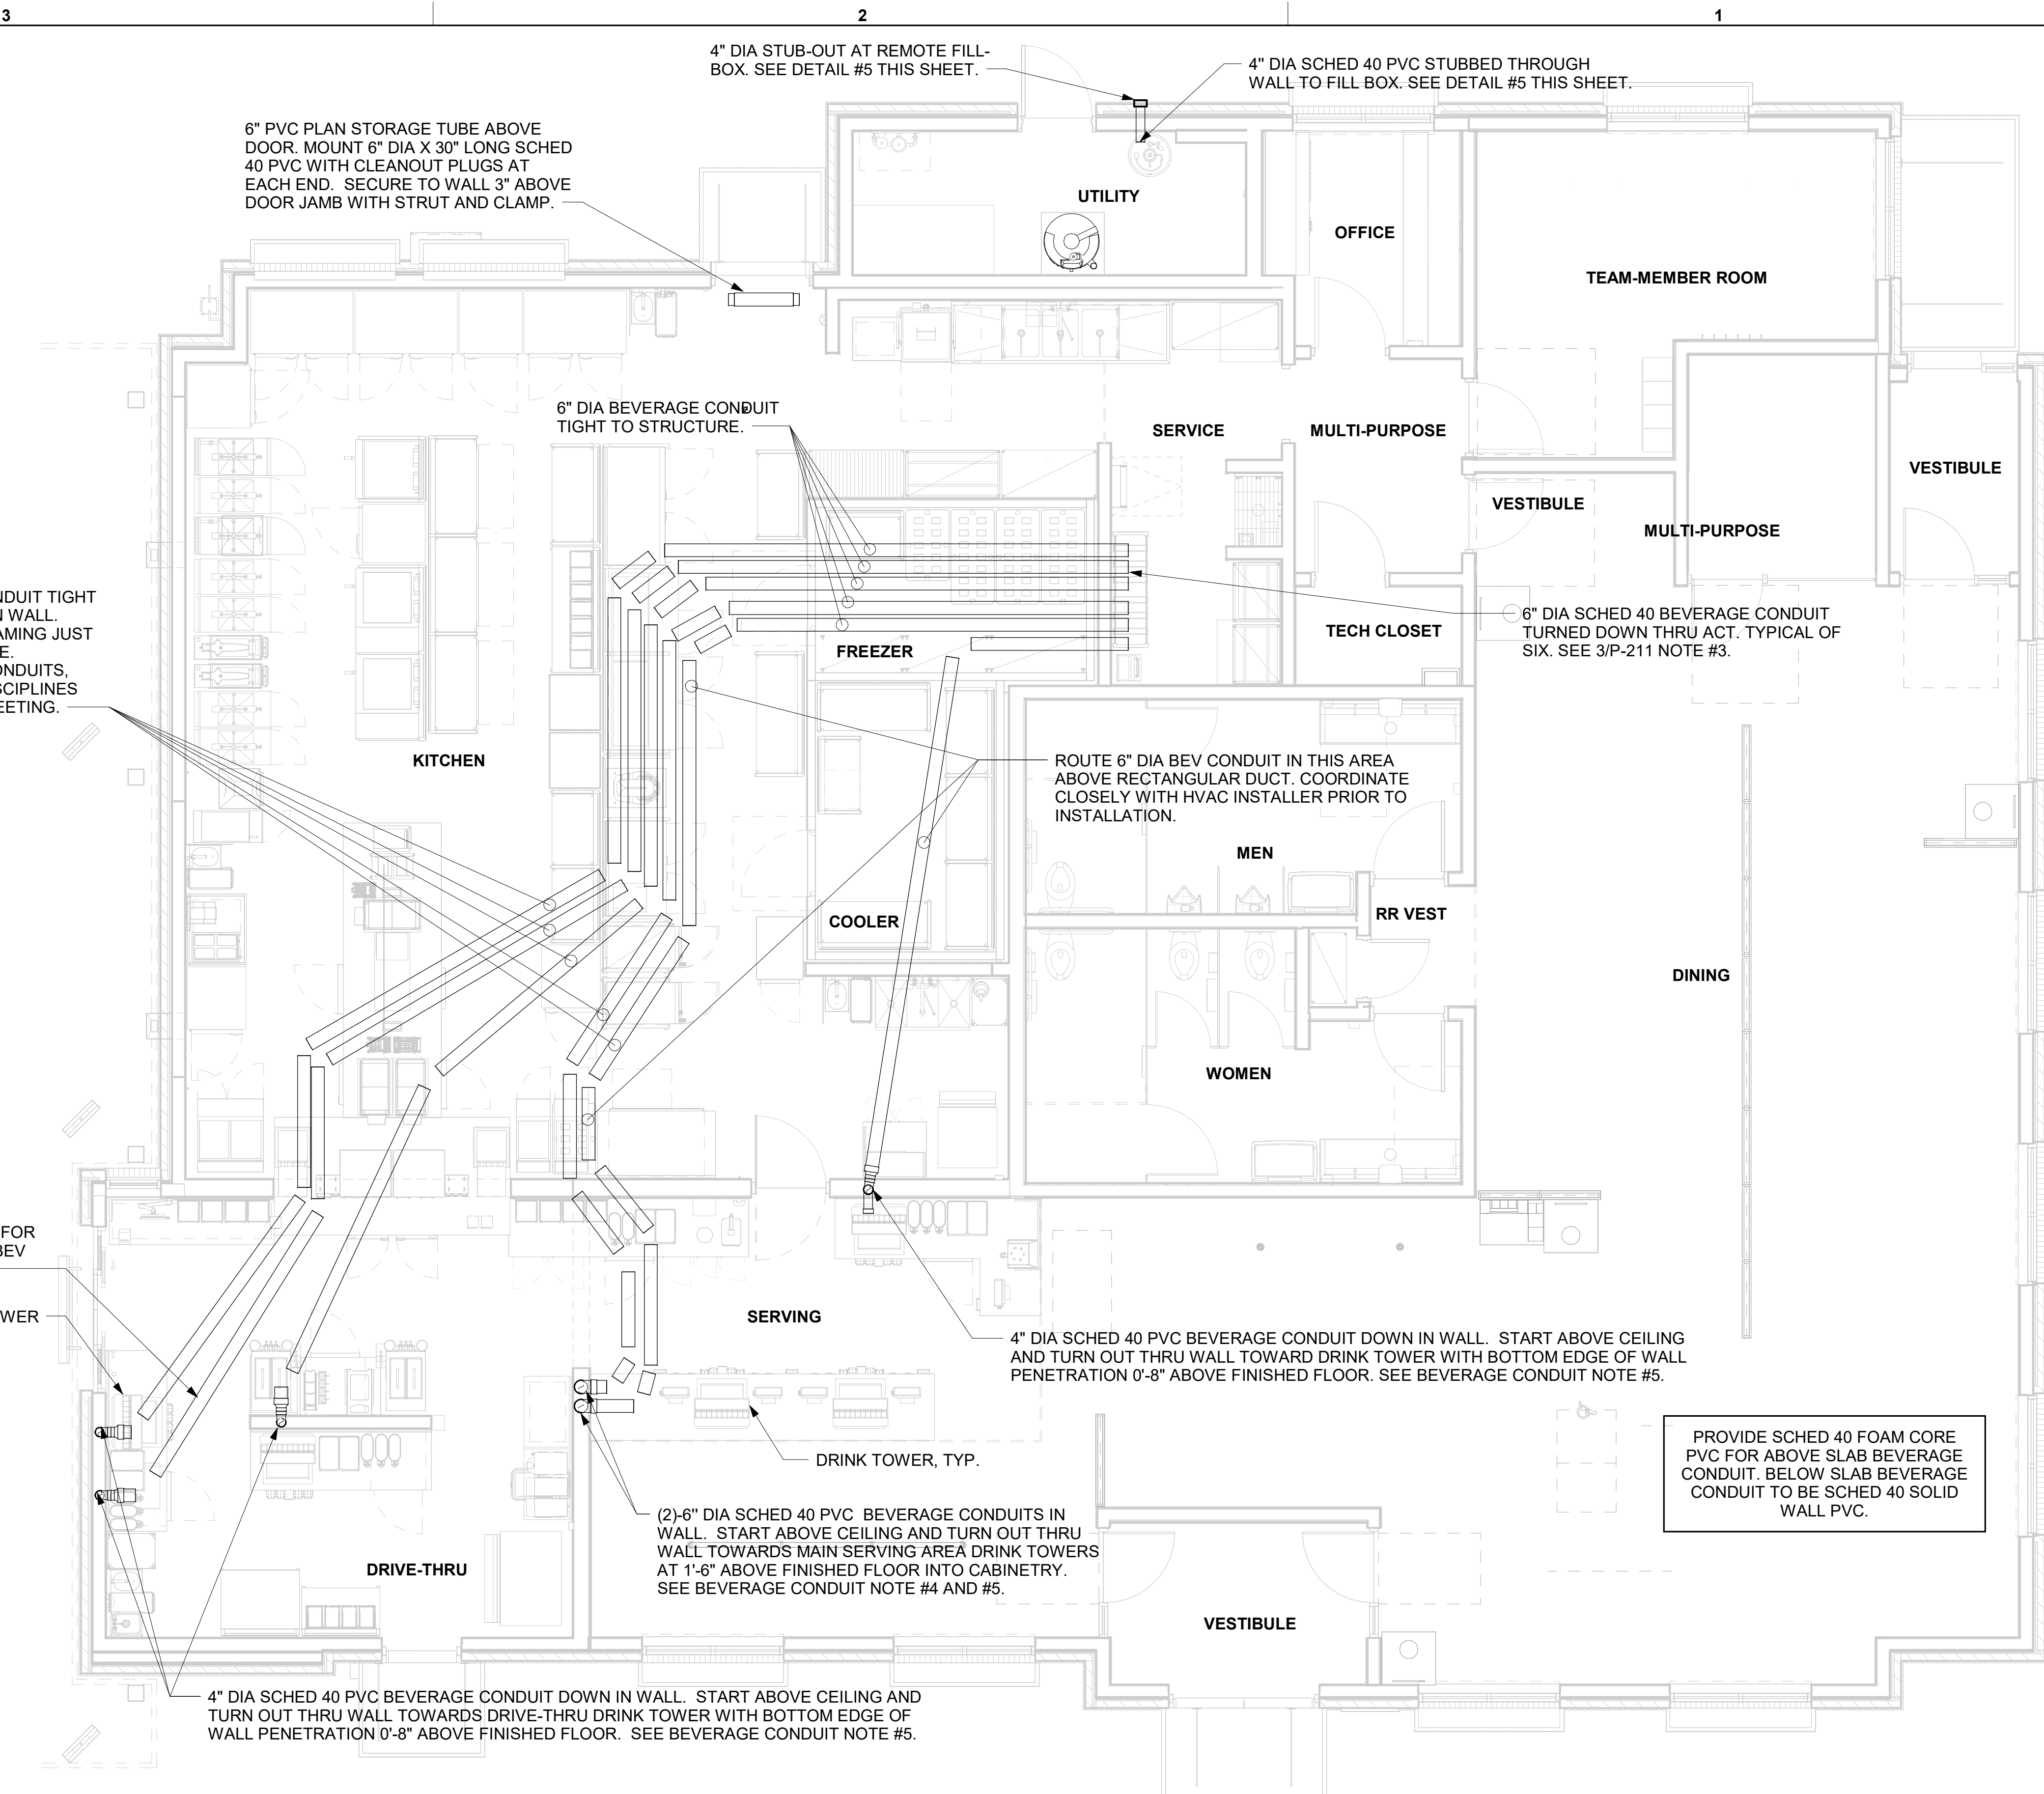 3
2
1
4" DIA STUB-OUT AT REMOTE FILL-
BOX. SEE DETAIL #5 THIS SHEET.
4" DIA SCHED 40 PVC STUBBED THROUGH
WALL TO FILL BOX. SEE DETAIL #5 THIS SHEET.
6" PVC PLAN STORAGE TUBE ABOVE
DOOR. MOUNT 6" DIA X 30" LONG SCHED
40 PVC WITH CLEANOUT PLUGS AT
EACH END. SECURE TO WALL 3" ABOVE
DOOR JAMB WITH STRUT AND CLAMP.
UTILITY
OFFICE
TEAM-MEMBER ROOM
6" DIA BEVERAGE CONDUIT
TIGHT TO STRUCTURE.
SERVICE
MULTI-PURPOSE
VESTIBULE
VESTIBULE
MULTI-PURPOSE
NDUIT TIGHT
N WALL.
AMING JUST
E.
ONDUITS,
SCIPLINES
EETING.
6" DIA SCHED 40 BEVERAGE CONDUIT
TURNED DOWN THRU ACT. TYPICAL OF
SIX. SEE 3/P-211 NOTE #3.
TECH CLOSET
FREEZER
KITCHEN
ROUTE 6" DIA BEV CONDUIT IN THIS AREA
ABOVE RECTANGULAR DUCT. COORDINATE
CLOSELY WITH HVAC INSTALLER PRIOR TO
INSTALLATION.
MEN
COOLER
RR VEST
DINING
WOMEN
FOR
BEV
WER
SERVING
4" DIA SCHED 40 PVC BEVERAGE CONDUIT DOWN IN WALL. START ABOVE CEILING
AND TURN OUT THRU WALL TOWARD DRINK TOWER WITH BOTTOM EDGE OF WALL
PENETRATION 0'-8" ABOVE FINISHED FLOOR. SEE BEVERAGE CONDUIT NOTE #5.
DRINK TOWER, TYP.
PROVIDE SCHED 40 FOAM CORE
PVC FOR ABOVE SLAB BEVERAGE
CONDUIT. BELOW SLAB BEVERAGE
CONDUIT TO BE SCHED 40 SOLID
WALL PVC.
(2)-6" DIA SCHED 40 PVC BEVERAGE CONDUITS IN
WALL. START ABOVE CEILING AND TURN OUT THRU
WALL TOWARDS MAIN SERVING AREA DRINK TOWERS
AT 1'-6" ABOVE FINISHED FLOOR INTO CABINETRY.
SEE BEVERAGE CONDUIT NOTE #4 AND #5.
DRIVE-THRU
VESTIBULE
4" DIA SCHED 40 PVC BEVERAGE CONDUIT DOWN IN WALL. START ABOVE CEILING AND
TURN OUT THRU WALL TOWARDS DRIVE-THRU DRINK TOWER WITH BOTTOM EDGE OF
WALL PENETRATION 0'-8" ABOVE FINISHED FLOOR. SEE BEVERAGE CONDUIT NOTE #5.